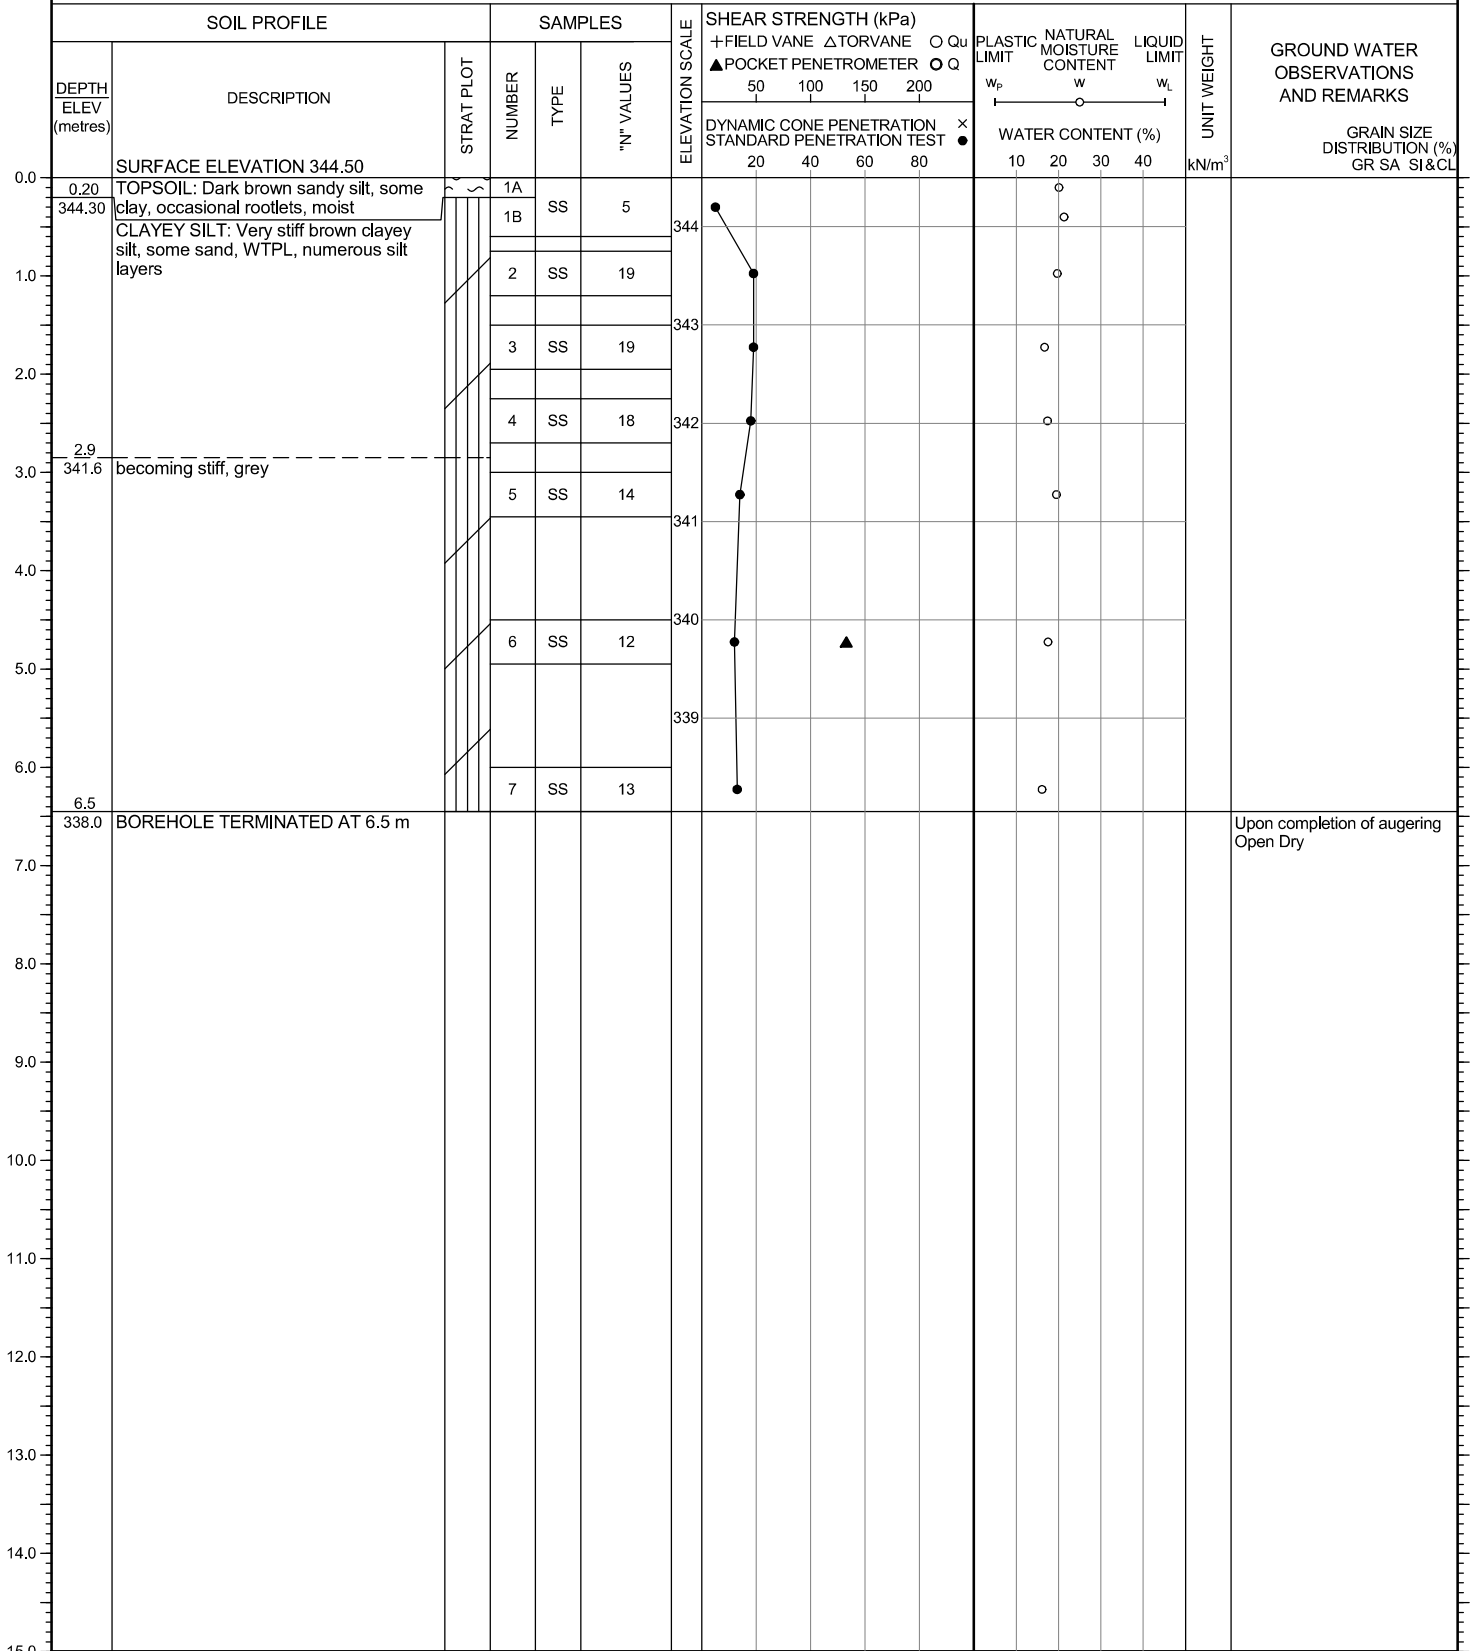 SOIL PROFILE
SAMPLES
ELEVATION SCALE
SHEAR STRENGTH (kPa)
+FIELD VANE △TORVANE ○ Qu
▲POCKET PENETROMETER O Q
50 100 150 200
DYNAMIC CONE PENETRATION ×
STANDARD PENETRATION TEST ●
20 40 60 80
PLASTIC LIMIT
NATURAL MOISTURE CONTENT
LIQUID LIMIT
WP W WL
WATER CONTENT (%)
10 20 30 40
UNIT WEIGHT
kN/m³
GROUND WATER
OBSERVATIONS
AND REMARKS
GRAIN SIZE
DISTRIBUTION (%)
GR SA SI&CL
DEPTH
ELEV
(metres)
DESCRIPTION
STRAT PLOT
NUMBER
TYPE
"N" VALUES
SURFACE ELEVATION 344.50
0.0
0.20 TOPSOIL: Dark brown sandy silt, some
344.30 clay, occasional rootlets, moist
1A
1B
SS 5
344
CLAYEY SILT: Very stiff brown clayey
silt, some sand, WTPL, numerous silt
layers
1.0
2 SS 19
343
3 SS 19
2.0
4 SS 18
342
2.9
341.6 becoming stiff, grey
3.0
5 SS 14
341
4.0
340
6 SS 12
5.0
339
6.0
7 SS 13
6.5
338.0 BOREHOLE TERMINATED AT 6.5 m
Upon completion of augering
Open Dry
7.0
8.0
9.0
10.0
11.0
12.0
13.0
14.0
15.0